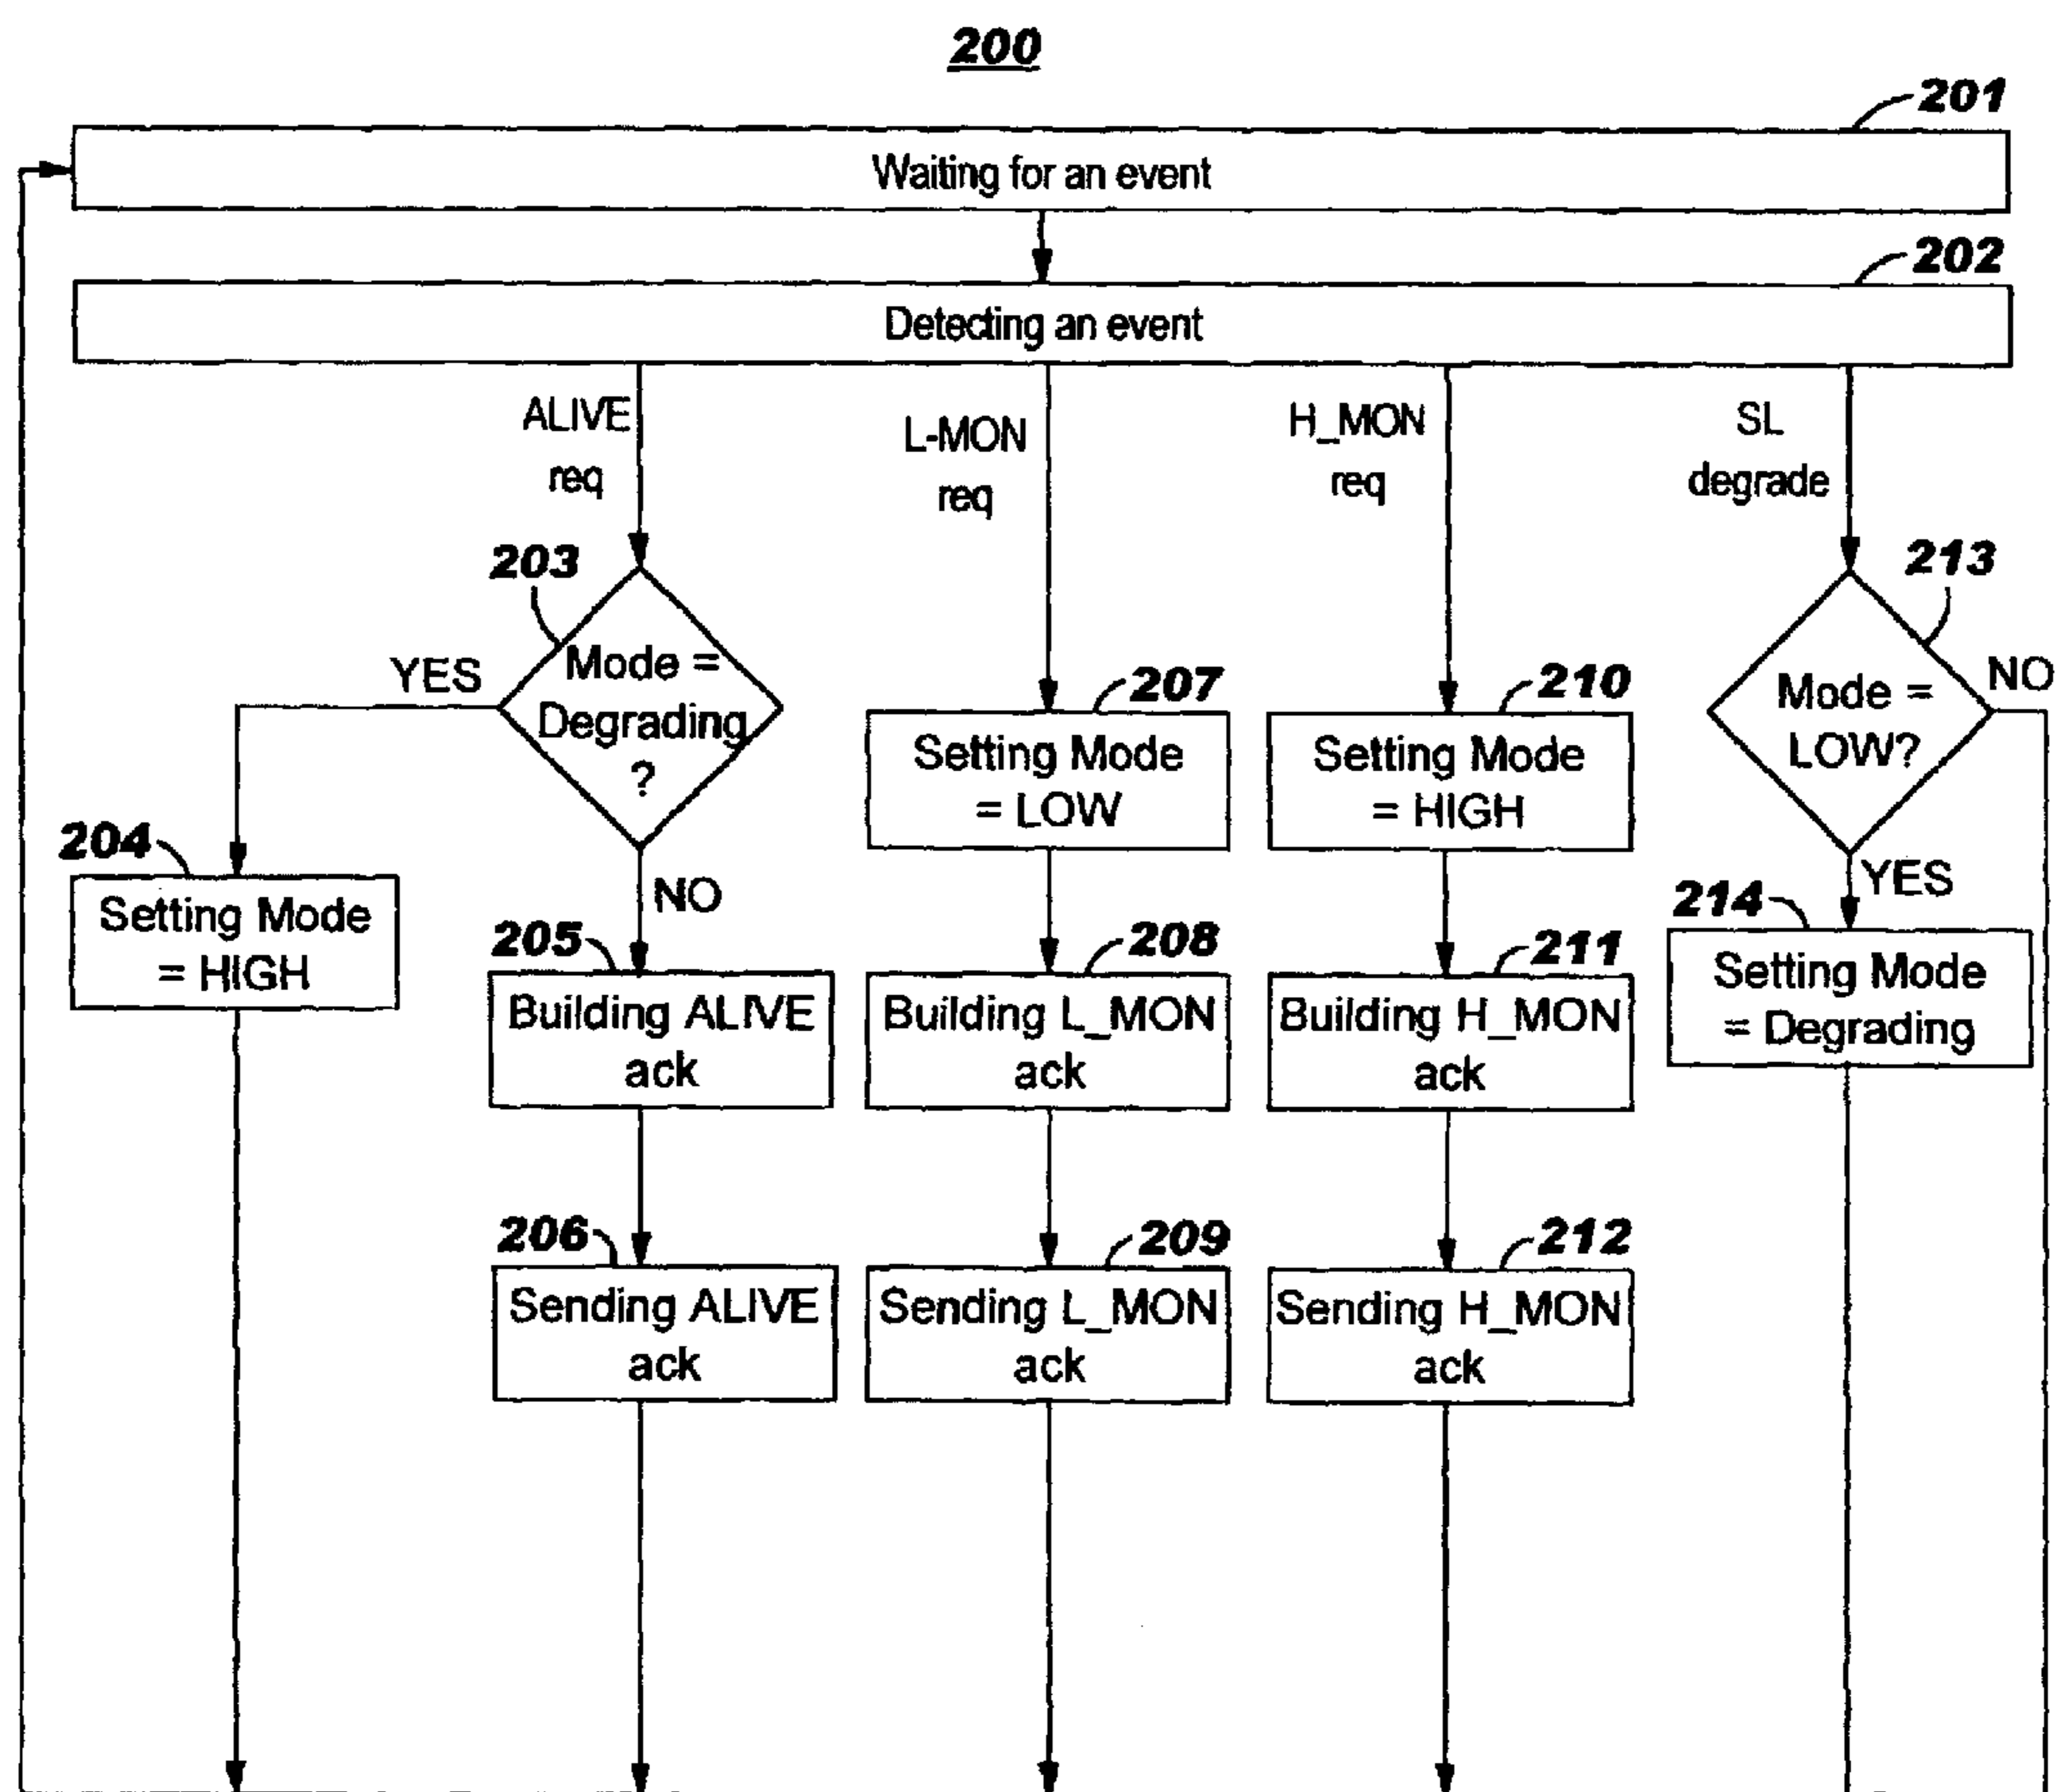 200
201
Waiting for an event
202
Detecting an event
ALIVE
req
L-MON
req
H_MON
req
SL
degrade
203
Mode =
Degrading
?
YES
NO
204
Setting Mode
= HIGH
205
Building ALIVE
ack
206
Sending ALIVE
ack
207
Setting Mode
= LOW
208
Building L_MON
ack
209
Sending L_MON
ack
210
Setting Mode
= HIGH
211
Building H_MON
ack
212
Sending H_MON
ack
213
Mode =
LOW?
NO
YES
214
Setting Mode
= Degrading